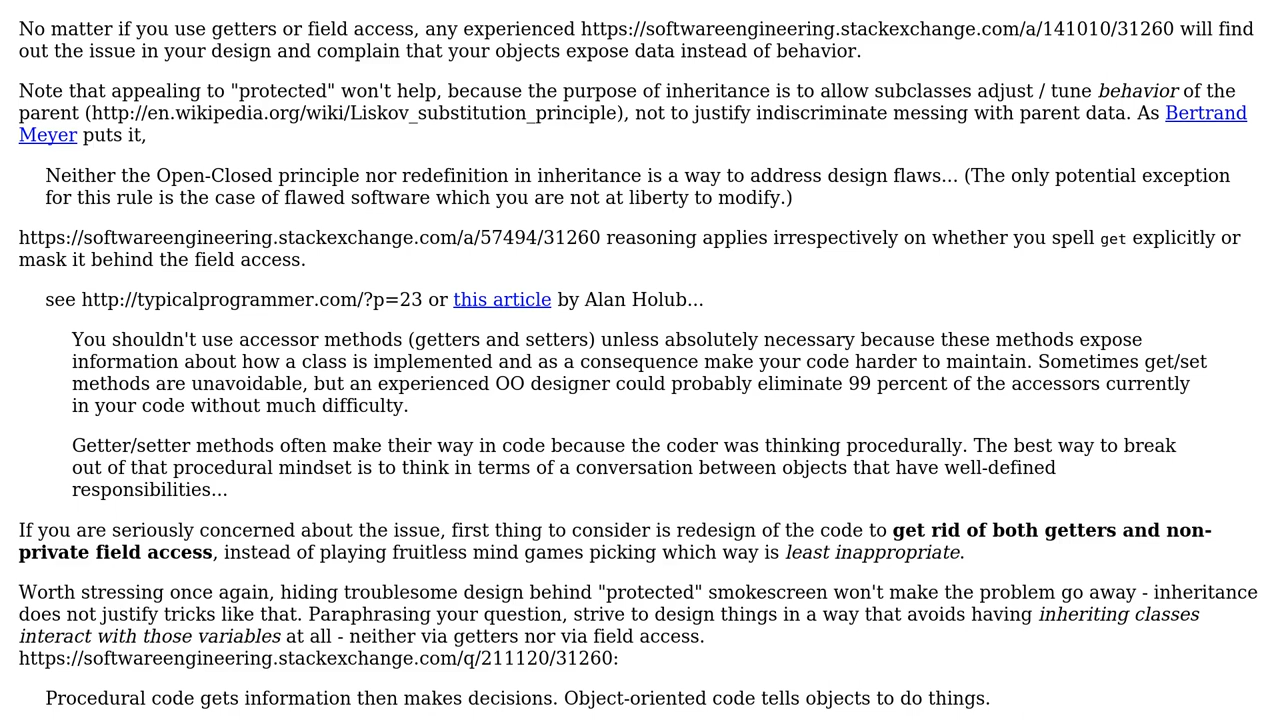 No matter if you use getters or field access, any experienced https://softwareengineering.stackexchange.com/a/141010/31260 will find
out the issue in your design and complain that your objects expose data instead of behavior.
Note that appealing to "protected" won't help, because the purpose of inheritance is to allow subclasses adjust / tune behavior of the
parent (http://en.wikipedia.org/wiki/Liskov_substitution_principle), not to justify indiscriminate messing with parent data. As Bertrand
Meyer puts it,
Neither the Open-Closed principle nor redefinition in inheritance is a way to address design flaws... (The only potential exception
for this rule is the case of flawed software which you are not at liberty to modify.)
https://softwareengineering.stackexchange.com/a/57494/31260 reasoning applies irrespectively on whether you spell get explicitly or
mask it behind the field access.
see http://typicalprogrammer.com/?p=23 or this article by Alan Holub...
You shouldn't use accessor methods (getters and setters) unless absolutely necessary because these methods expose
information about how a class is implemented and as a consequence make your code harder to maintain. Sometimes get/set
methods are unavoidable, but an experienced OO designer could probably eliminate 99 percent of the accessors currently
in your code without much difficulty.
Getter/setter methods often make their way in code because the coder was thinking procedurally. The best way to break
out of that procedural mindset is to think in terms of a conversation between objects that have well-defined
responsibilities...
If you are seriously concerned about the issue, first thing to consider is redesign of the code to get rid of both getters and non-
private field access, instead of playing fruitless mind games picking which way is least inappropriate.
Worth stressing once again, hiding troublesome design behind "protected" smokescreen won't make the problem go away - inheritance
does not justify tricks like that. Paraphrasing your question, strive to design things in a way that avoids having inheriting classes
interact with those variables at all - neither via getters nor via field access.
https://softwareengineering.stackexchange.com/q/211120/31260:
Procedural code gets information then makes decisions. Object-oriented code tells objects to do things.